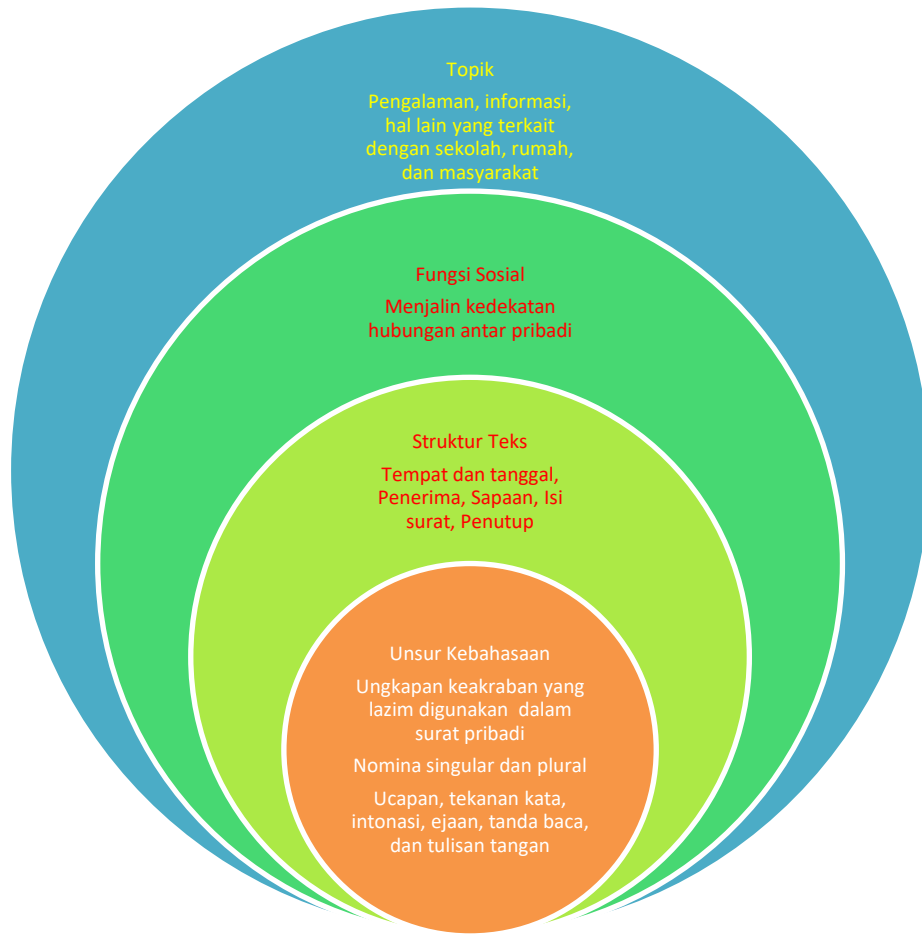 Topik
Pengalaman, informasi,
hal lain yang terkait
dengan sekolah, rumah,
dan masyarakat
Fungsi Sosial
Menjalin kedekatan
hubungan antar pribadi
Struktur Teks
Tempat dan tanggal,
Penerima, Sapaan, Isi
surat, Penutup
Unsur Kebahasaan
Ungkapan keakraban yang
lazim digunakan  dalam
surat pribadi
Nomina singular dan plural
Ucapan, tekanan kata,
intonasi, ejaan, tanda baca,
dan tulisan tangan